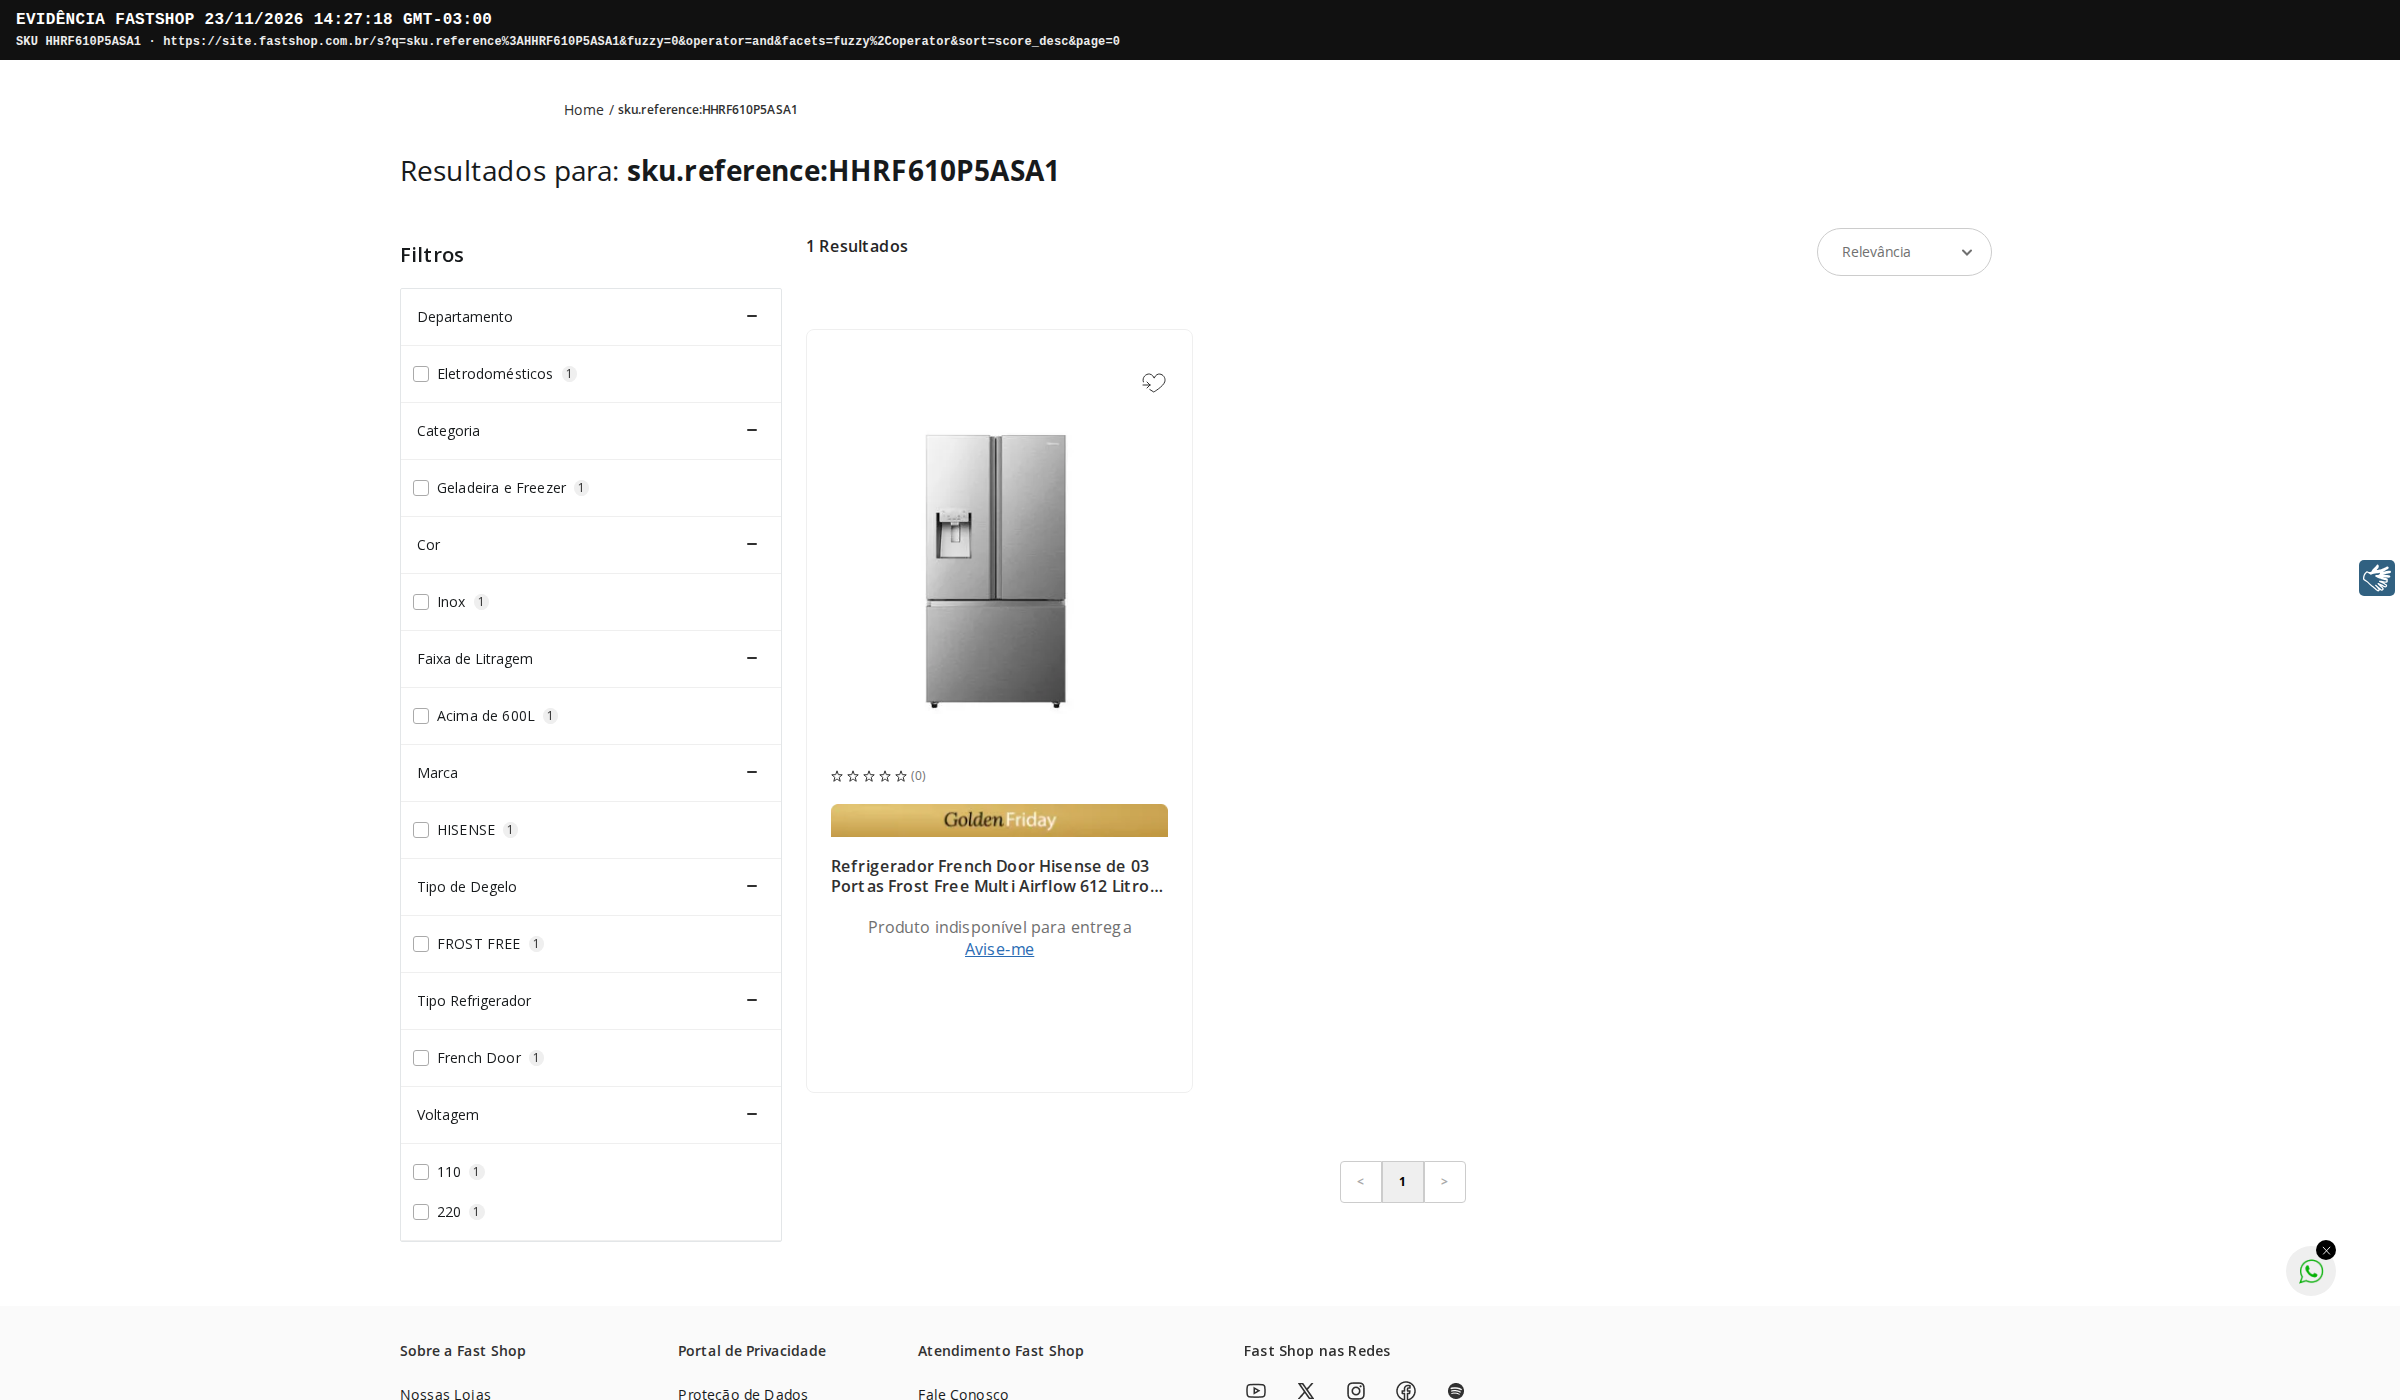 EVIDÊNCIA FASTSHOP 23/11/2026 14:27:18 GMT-03:00
SKU HHRF610P5ASA1 · https://site.fastshop.com.br/s?q=sku.reference%3AHHRF610P5ASA1&fuzzy=0&operator=and&facets=fuzzy%2Coperator&sort=score_desc&page=0
Home / sku.reference:HHRF610P5ASA1
Resultados para: sku.reference:HHRF610P5ASA1
Filtros
Departamento
Eletrodomésticos 1
Categoria
Geladeira e Freezer 1
Cor
Inox 1
Faixa de Litragem
Acima de 600L 1
Marca
HISENSE 1
Tipo de Degelo
FROST FREE 1
Tipo Refrigerador
French Door 1
Voltagem
110 1
220 1
1 Resultados
Relevância
(0)
Golden Friday
Refrigerador French Door Hisense de 03
Portas Frost Free Multi Airflow 612 Litro...
Produto indisponível para entrega
Avise-me
< 1 >
Sobre a Fast Shop
Nossas Lojas
Portal de Privacidade
Proteção de Dados
Atendimento Fast Shop
Fale Conosco
Fast Shop nas Redes